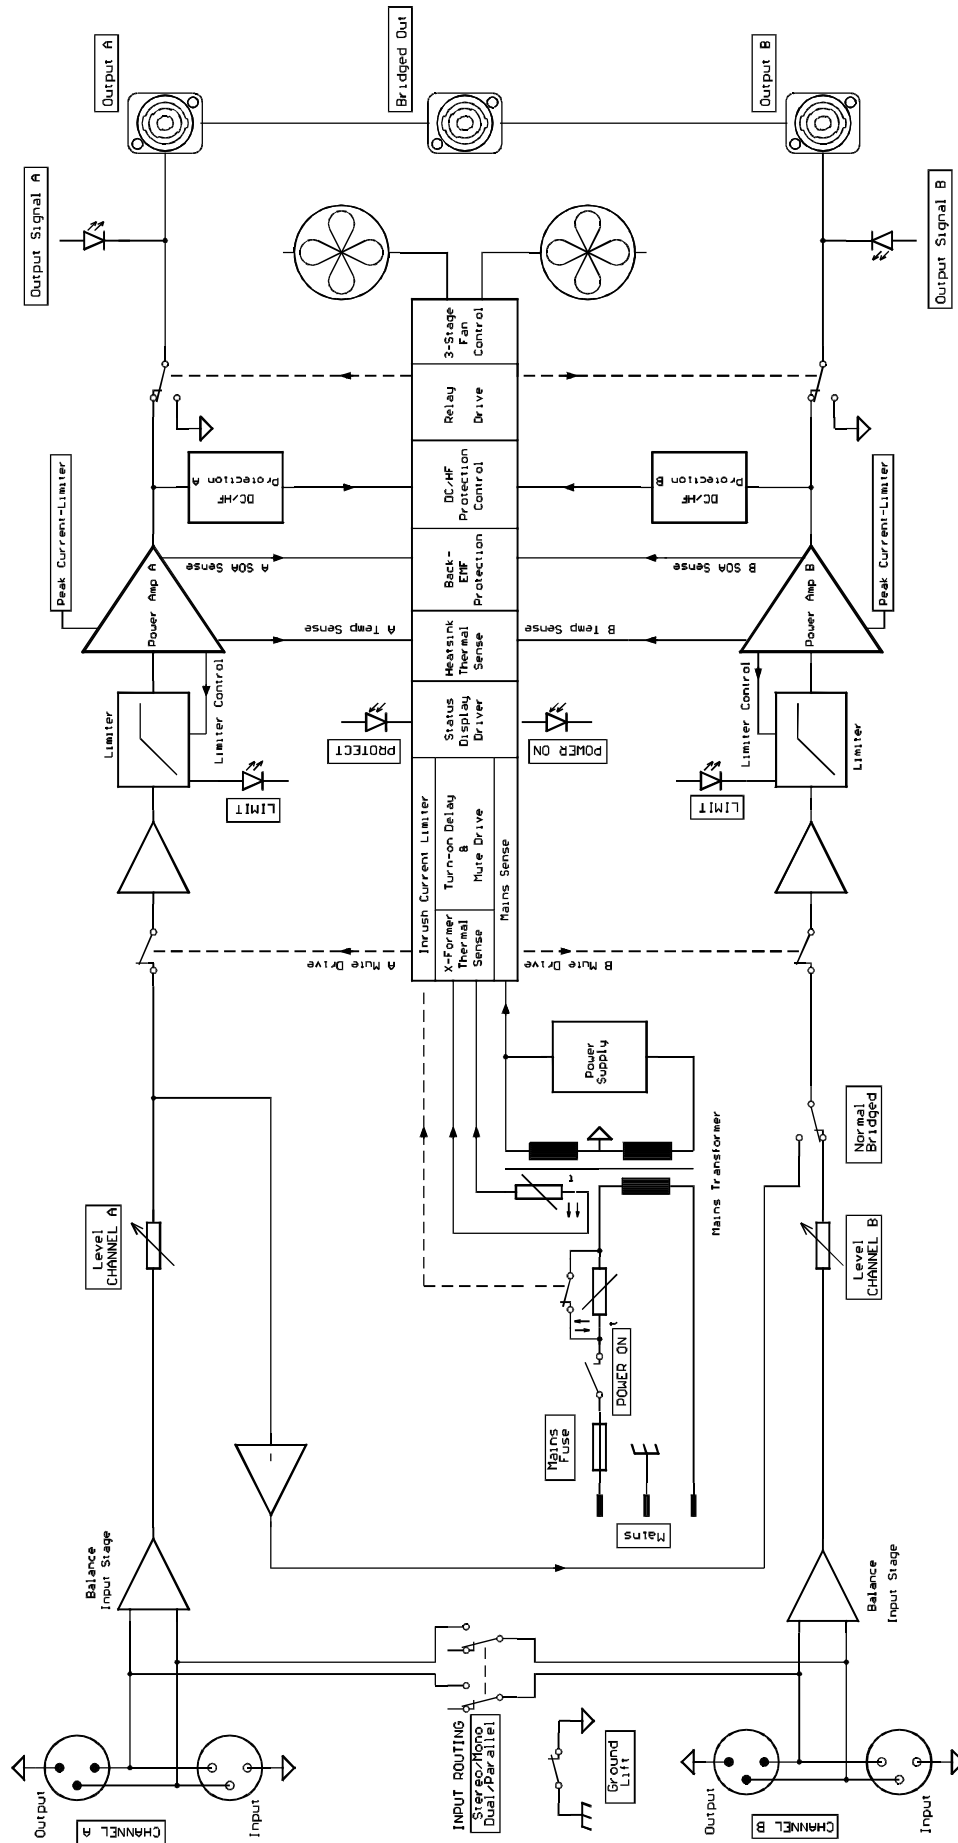 Output A
Bridged Out
Output B
Output Signal A
Output Signal B
3-Stage
Fan
Control
Relay
Drive
DC/HF
Protection
Control
Back-
EMF
Protection
Heatsink
Thermal
Sense
Status
Display
Driver
Inrush Current Limiter
Turn-on Delay
&
Mute Drive
Mains Sense
X-Former
Thermal
Sense
DC/HF
Protection
A
DC/HF
Protection
B
Peak Current-Limiter
Peak Current-Limiter
Power Amp A
Power Amp B
A SOA Sense
B SOA Sense
A Temp Sense
B Temp Sense
Limiter
Limiter Control
LIMIT
PROTECT
POWER ON
Limiter Control
Limiter
LIMIT
A Mute Drive
B Mute Drive
Power
Supply
Mains Transformer
Normal
Bridged
Level
CHANNEL A
Level
CHANNEL B
t
t
POWER ON
Mains
Fuse
Mains
-
Balance
Input Stage
Balance
Input Stage
INPUT ROUTING
Stereo/Mono
Dual/Parallel
Ground
Lift
Output
CHANNEL A
Input
Output
CHANNEL B
Input